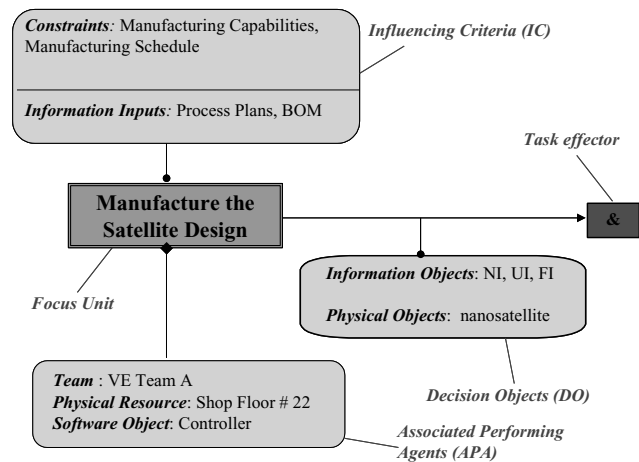 Constraints: Manufacturing Capabilities,
Manufacturing Schedule
Influencing Criteria (IC)
Information Inputs: Process Plans, BOM
Task effector
Manufacture the
Satellite Design
&
Information Objects: NI, UI, FI
Focus Unit
Physical Objects: nanosatellite
Team : VE Team A
Physical Resource: Shop Floor # 22
Software Object: Controller
Decision Objects (DO)
Associated Performing
Agents (APA)